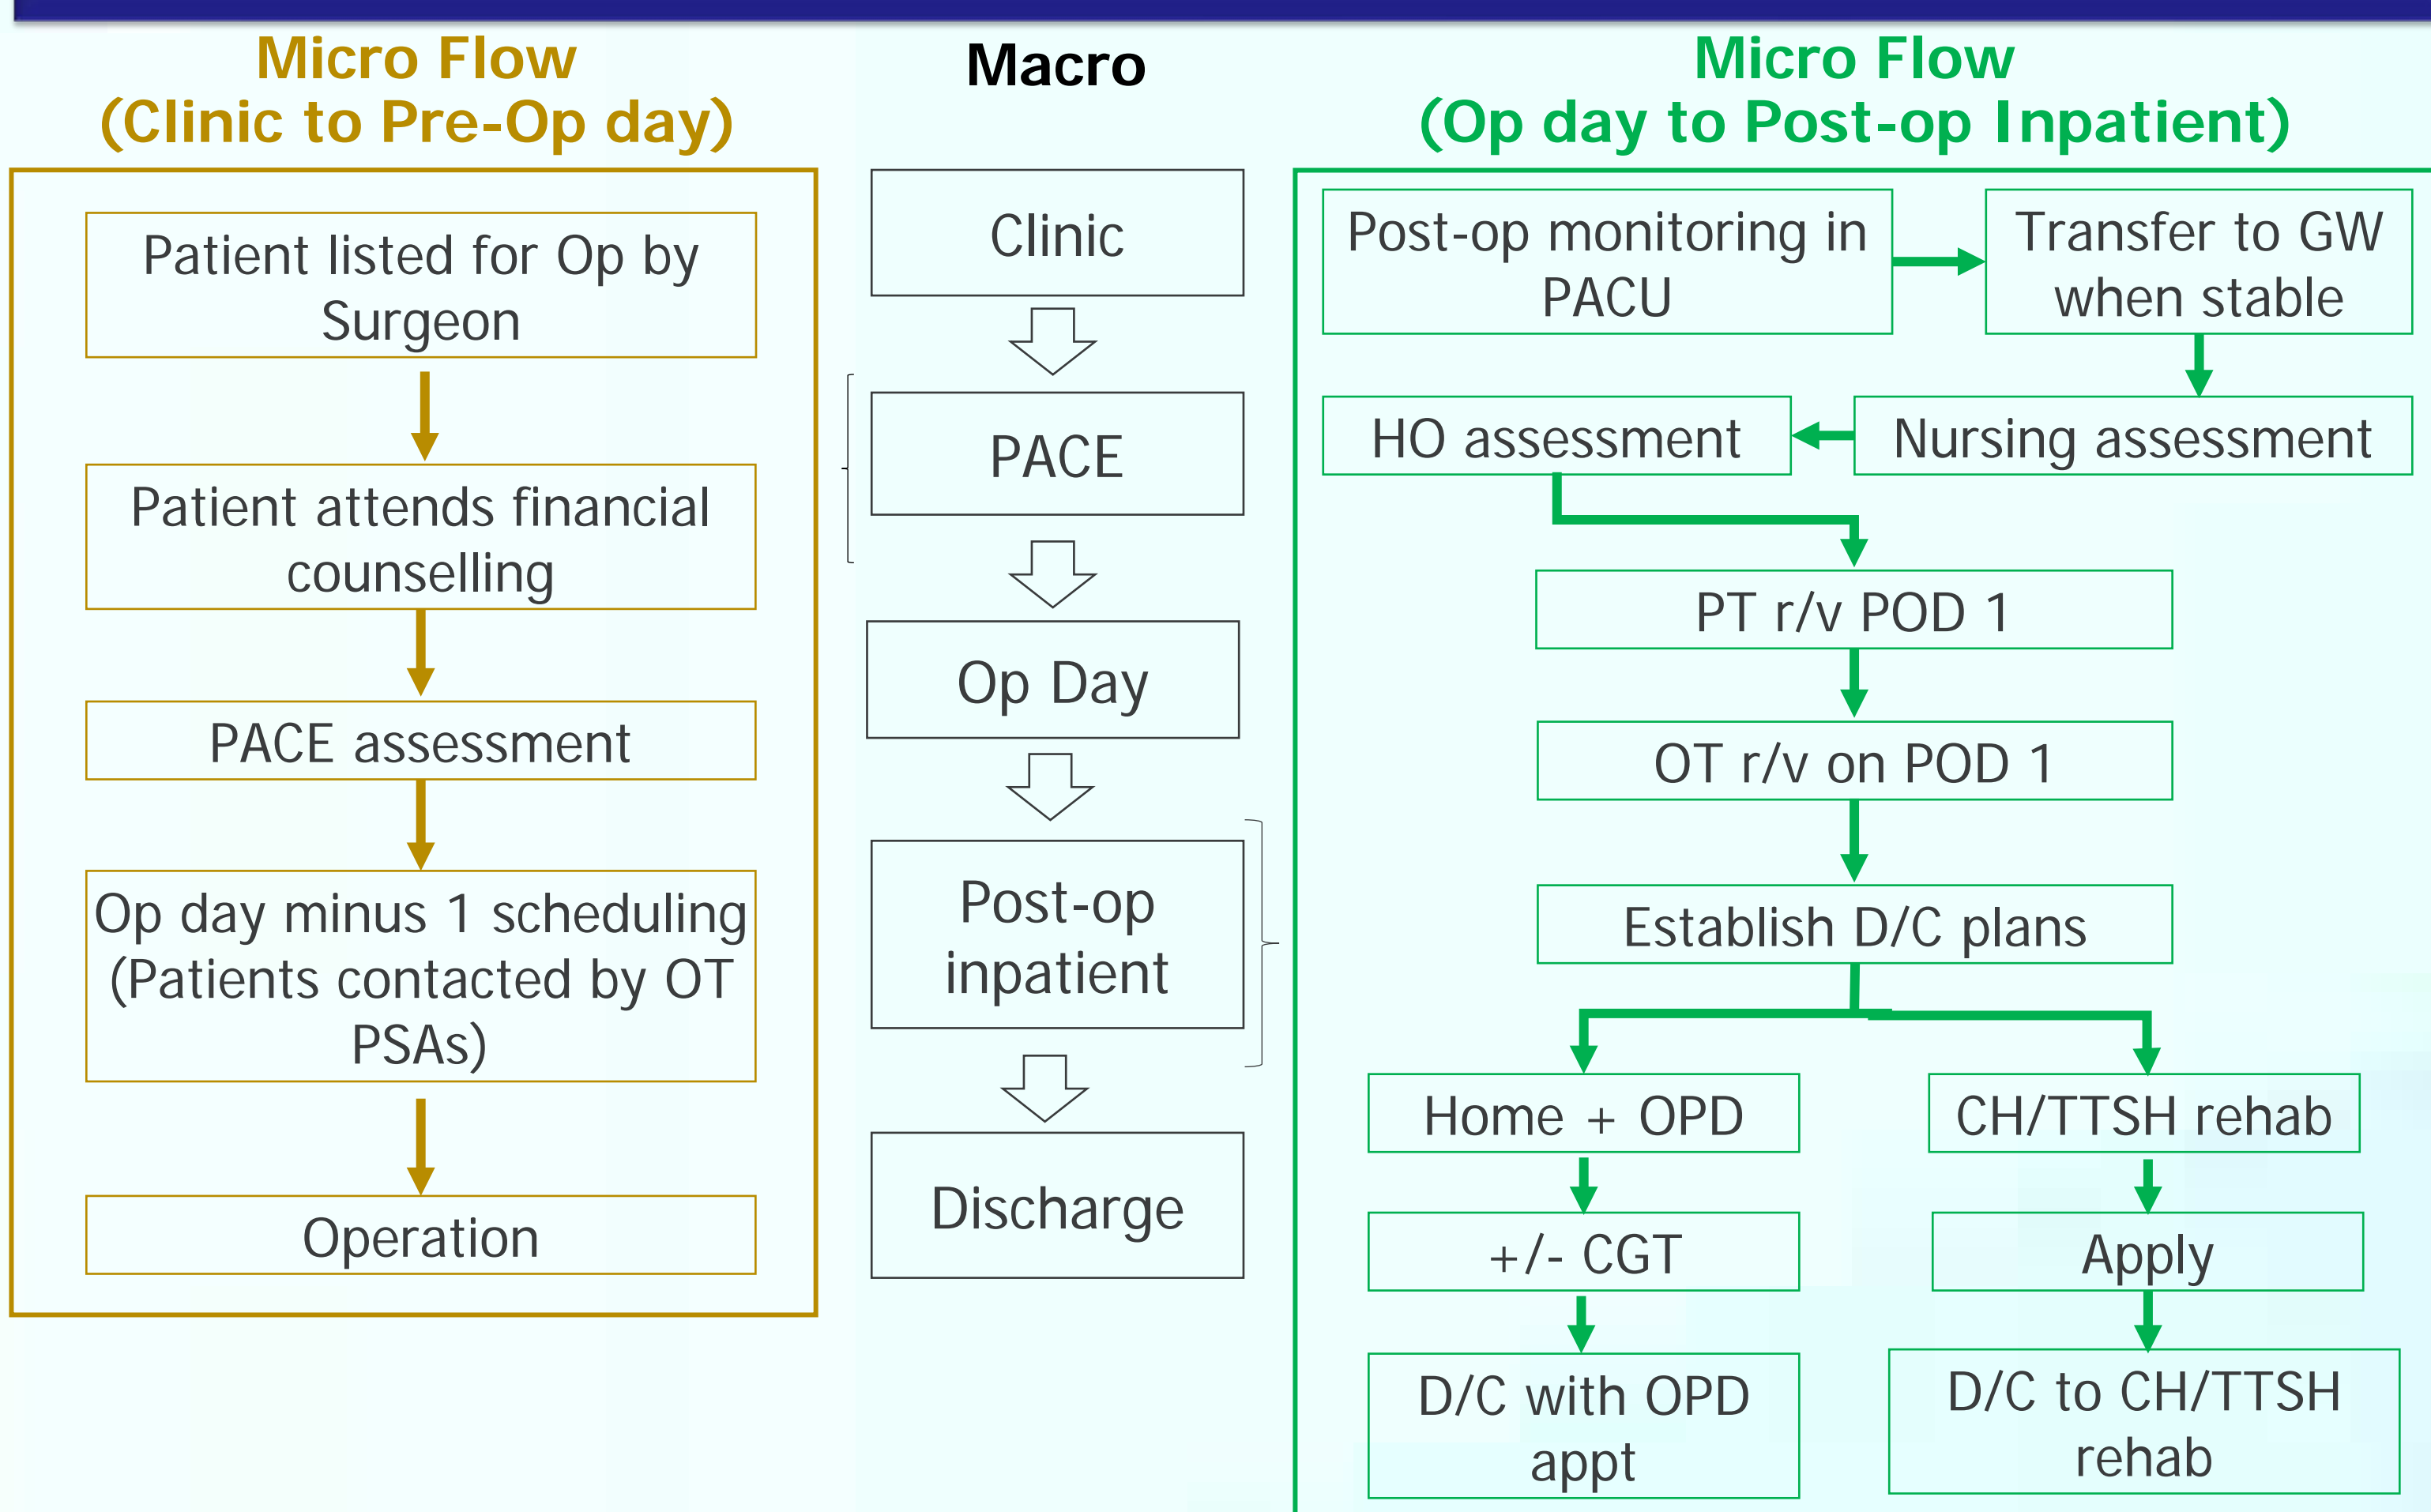 Micro Flow
(Clinic to Pre-Op day)
Patient listed for Op by
Surgeon
Patient attends financial
counselling
PACE assessment
Op day minus 1 scheduling
(Patients contacted by OT
PSAs)
Operation
Macro
Clinic
PACE
Op Day
Post-op
inpatient
Discharge
Micro Flow
(Op day to Post-op Inpatient)
Post-op monitoring in
PACU
Transfer to GW
when stable
Nursing assessment
HO assessment
PT r/v POD 1
OT r/v on POD 1
Establish D/C plans
Home + OPD
+/- CGT
D/C with OPD
appt
CH/TTSH rehab
Apply
D/C to CH/TTSH
rehab